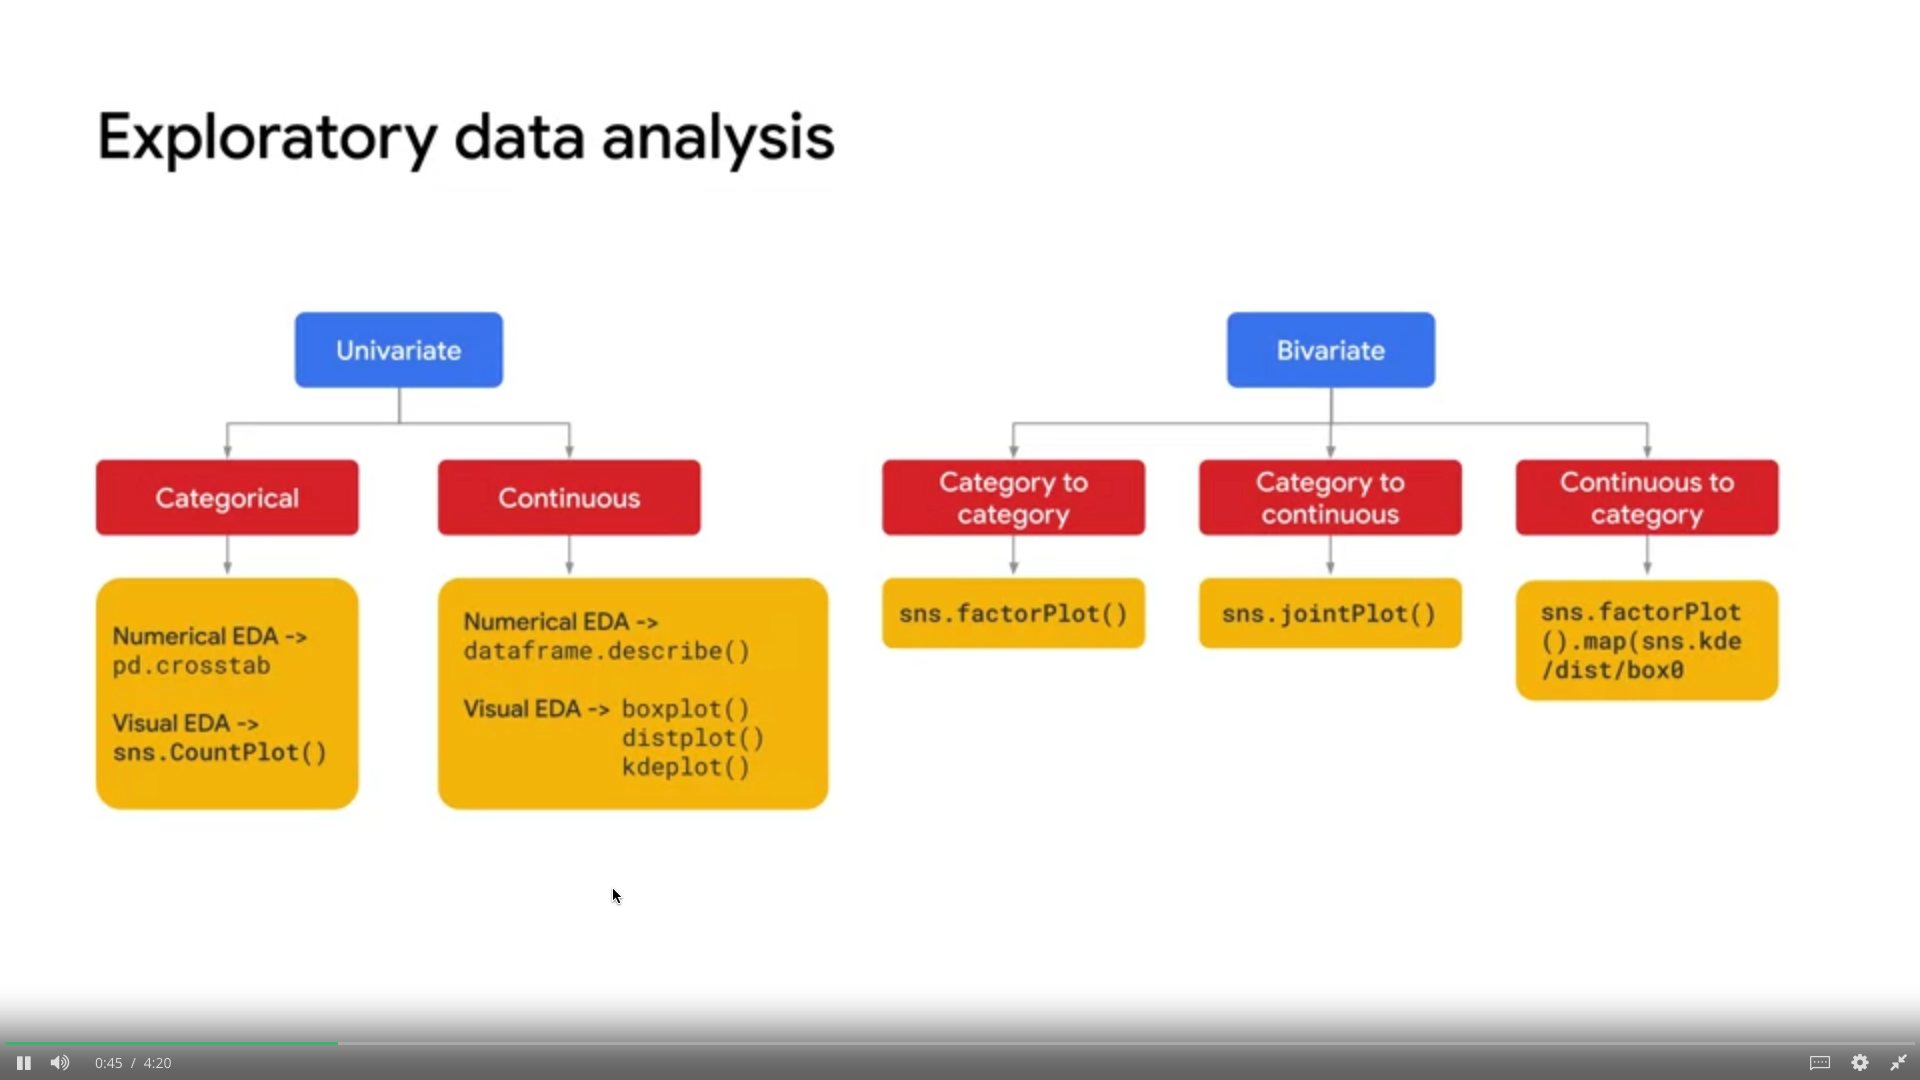 Exploratory data analysis
Univariate
Categorical
Numerical EDA ->
pd.crosstab
Visual EDA ->
sns.CountPlot()
Continuous
Numerical EDA ->
dataframe.describe()
Visual EDA -> boxplot()
distplot()
kdeplot()
Bivariate
Category to
category
sns.factorPlot()
Category to
continuous
sns.jointPlot()
Continuous to
category
sns.factorPlot
().map(sns.kde
/dist/box0
0:45 / 4:20